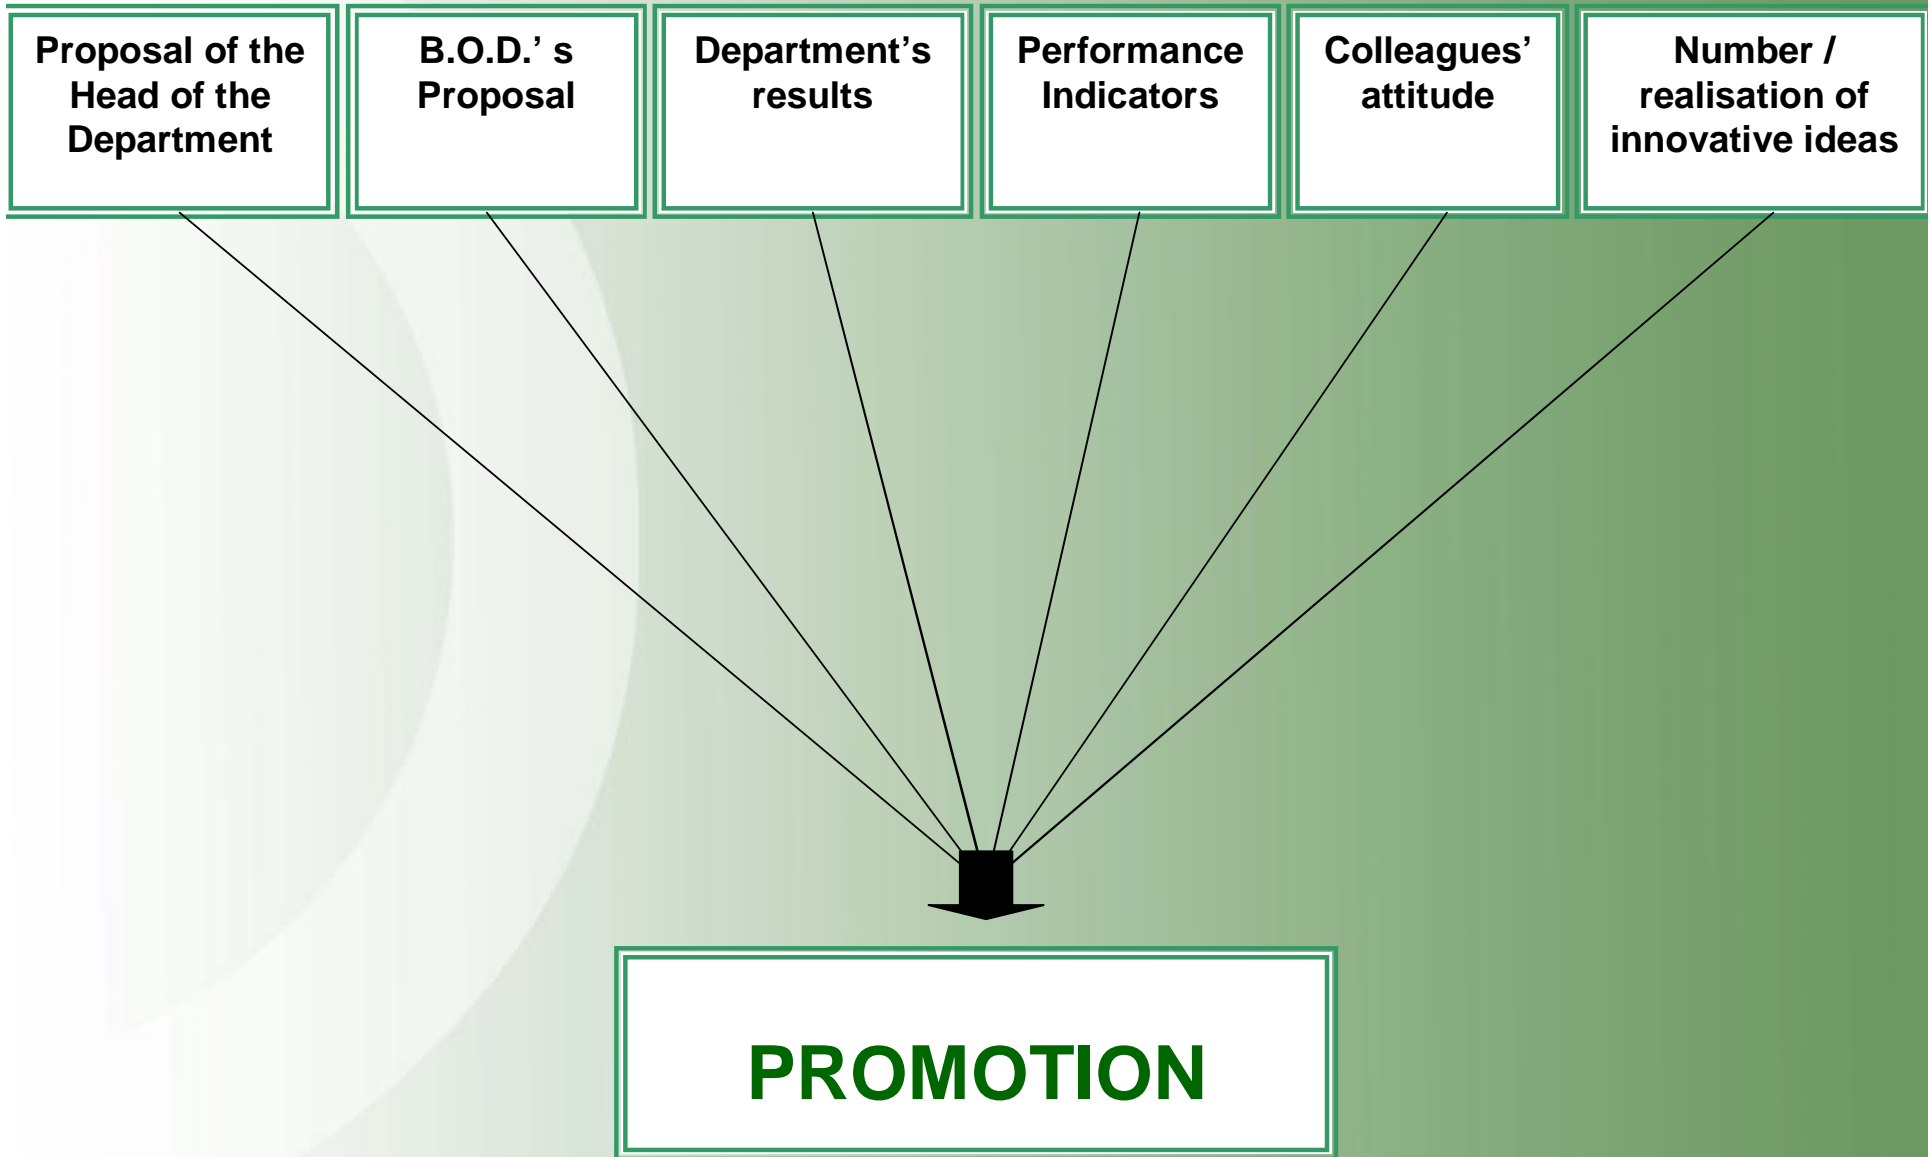 Proposal of the
Head of the
Department
B.O.D.’ s
Proposal
Department’s
results
Performance
Indicators
Colleagues’
attitude
Number /
realisation of
innovative ideas
PROMOTION